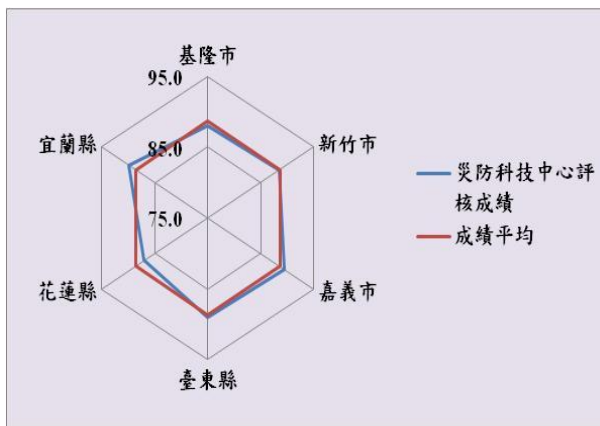 基隆市
95.0
宜蘭縣
新竹市
85.0
災防科技中心評
核成績
75.0
成績平均
花蓮縣
嘉義市
臺東縣